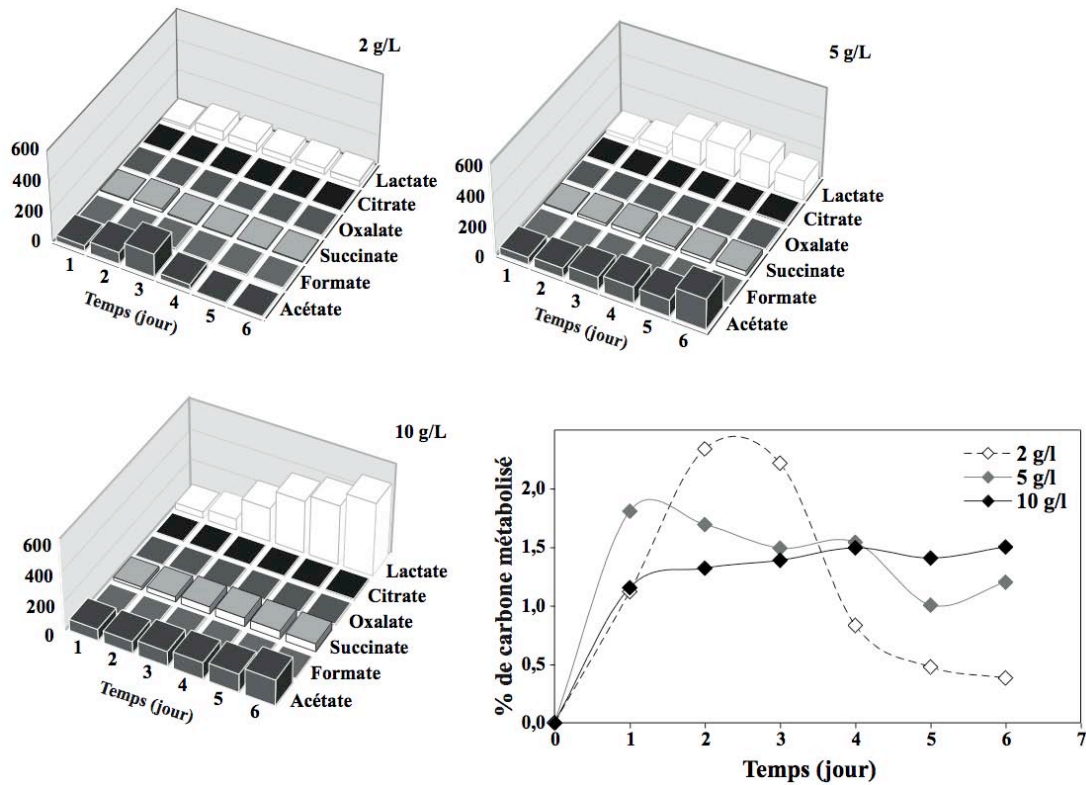 2 g/L
600
400
200
0
1
2
3
4
5
6
Temps (jour)
Lactate
Citrate
Oxalate
Succinate
Formate
Acétate
5 g/L
600
400
200
0
1
2
3
4
5
6
Temps (jour)
Lactate
Citrate
Oxalate
Succinate
Formate
Acétate
10 g/L
600
400
200
0
1
2
3
4
5
6
Temps (jour)
Lactate
Citrate
Oxalate
Succinate
Formate
Acétate
% de carbone métabolisé
2,0
1,5
1,0
0,5
0,0
0 1 2 3 4 5 6 7
Temps (jour)
2 g/l
5 g/l
10 g/l